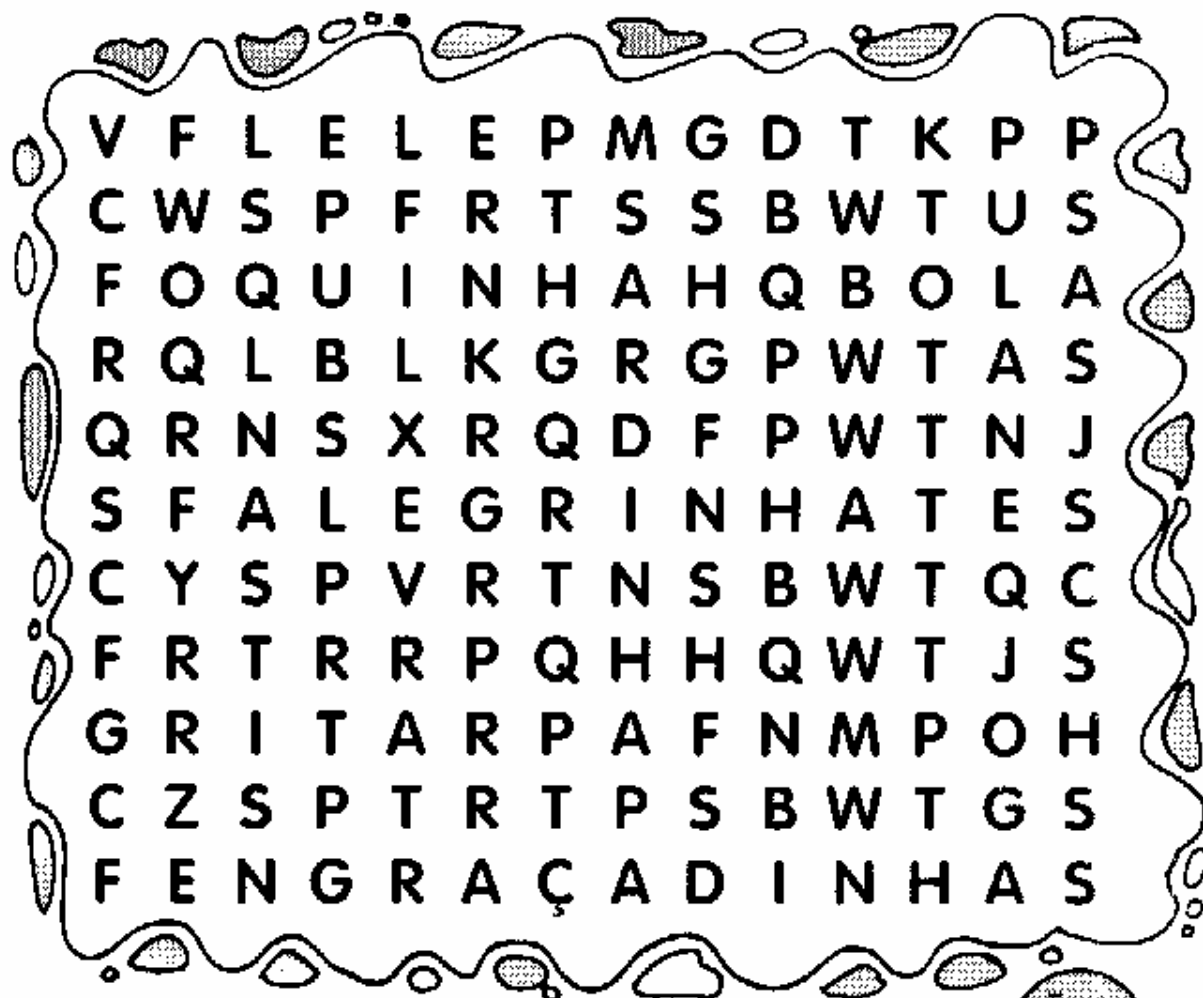 V F L E L E P M G D T K P P
C W S P F R T S S B W T U S
F O Q U I N H A H Q B O L A
R Q L B L K G R G P W T A S
Q R N S X R Q D F P W T N J
S F A L E G R I N H A T E S
C Y S P V R T N S B W T Q C
F R T R R P Q H H Q W T J S
G R I T A R P A F N M P O H
C Z S P T R T P S B W T G S
F E N G R A Ç A D I N H A S